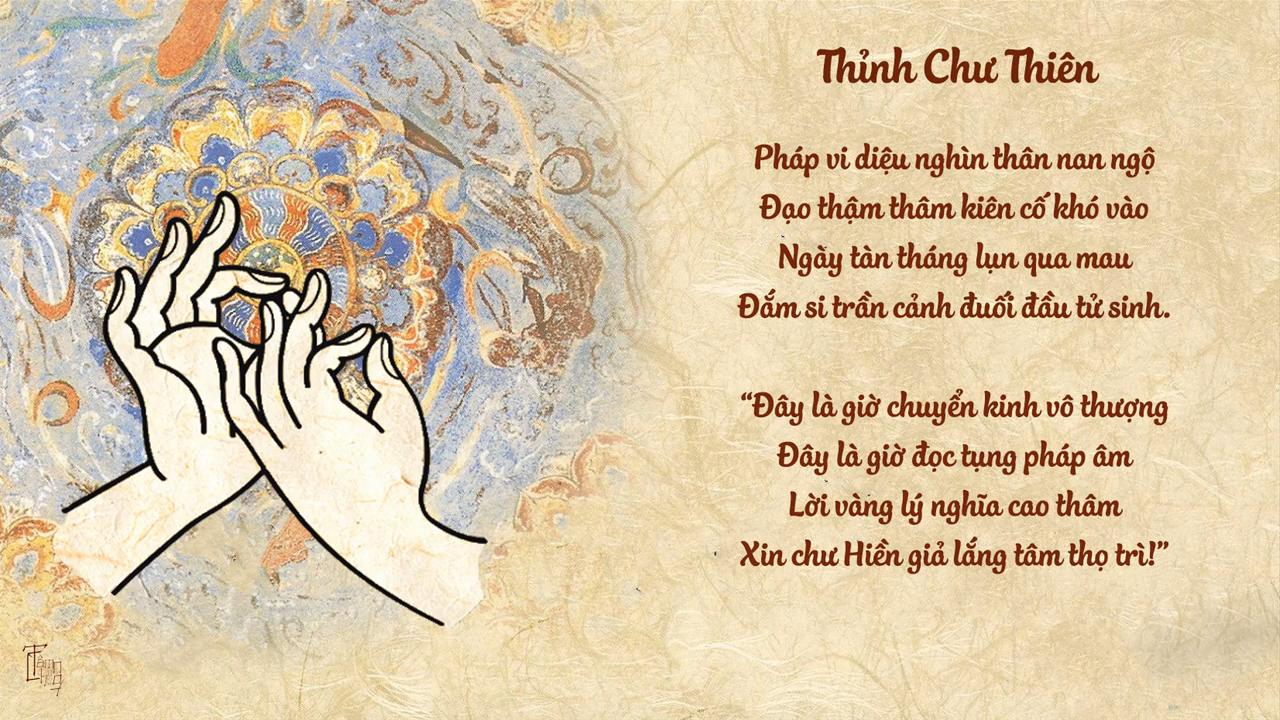 Thỉnh Chư Thiên
Pháp vi diệu nghìn thân nan ngộ
Đạo thậm thâm kiên cố khó vào
Ngày tàn tháng lụn qua mau
Đắm si trần cảnh đuối đầu tử sinh.
“Đây là giờ chuyển kinh vô thượng
Đây là giờ đọc tụng pháp âm
Lời vàng lý nghĩa cao thâm
Xin chư Hiền giả lắng tâm thọ trì!”